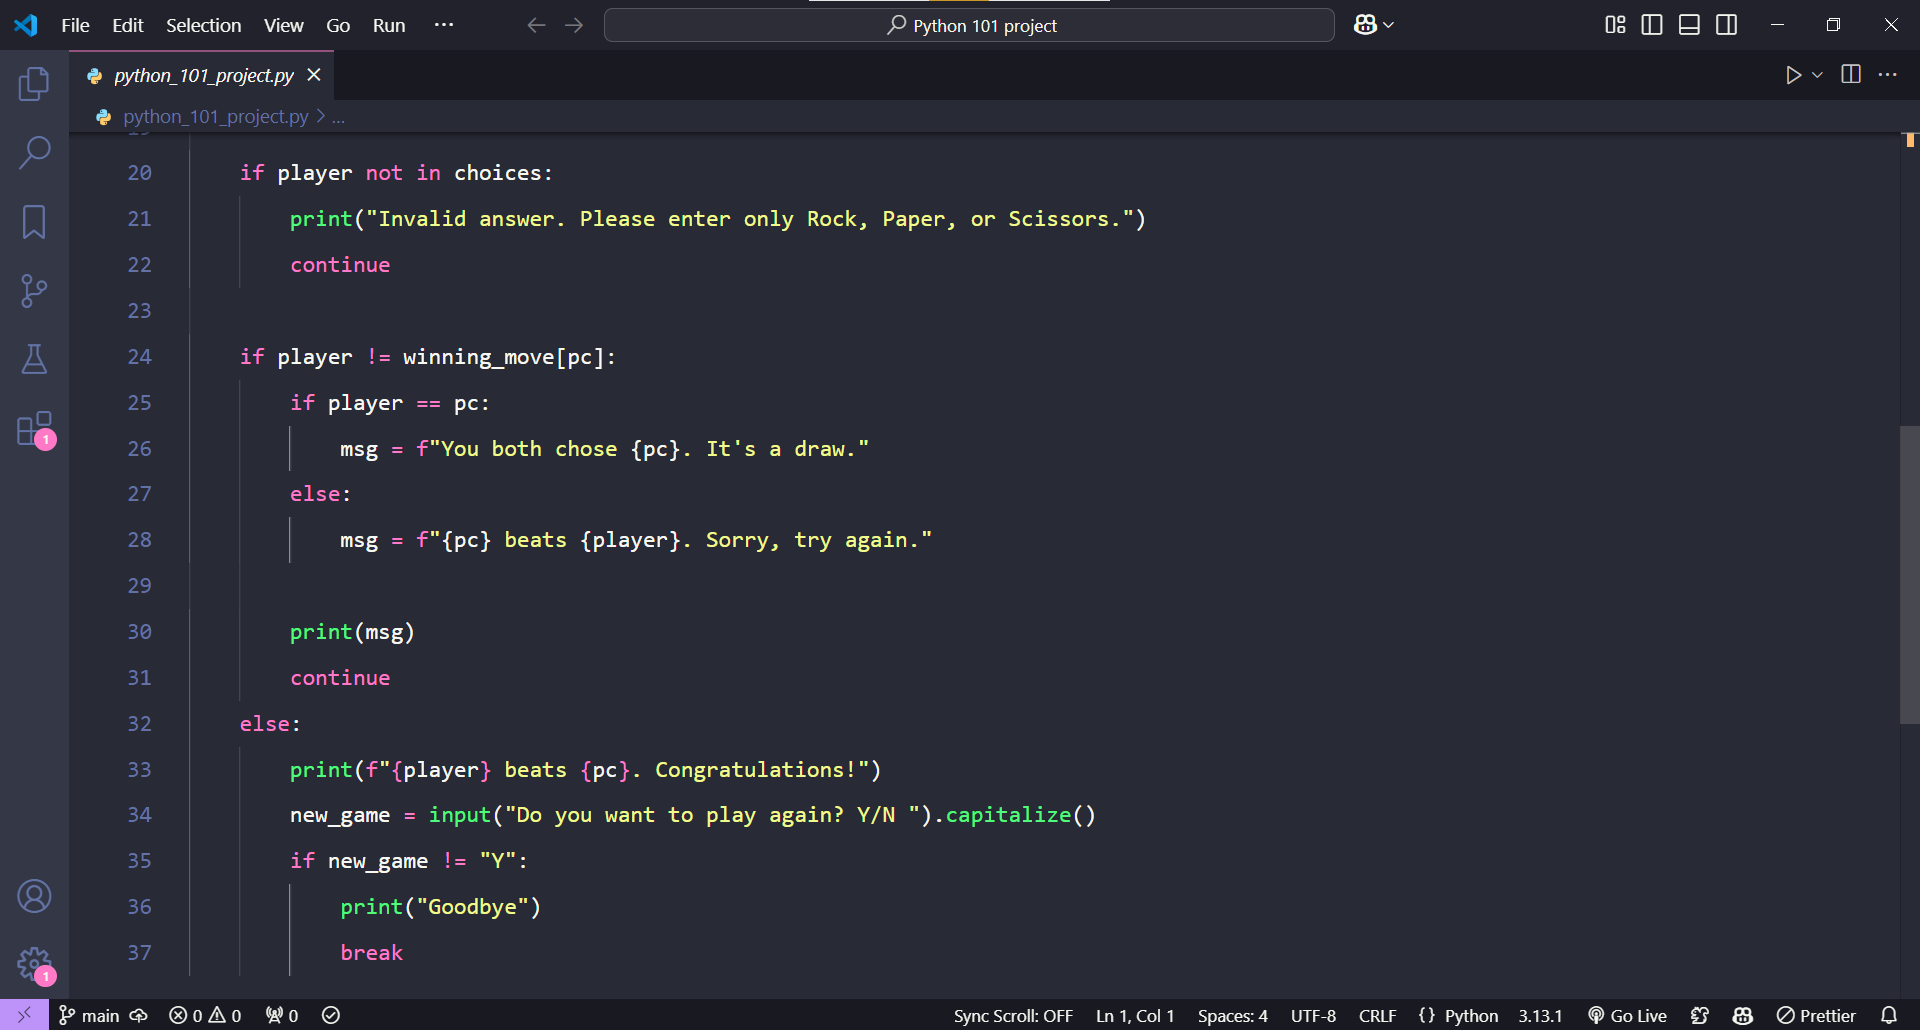 File Edit Selection View Go Run ··· Python 101 project
python_101_project.py
python_101_project.py > ...
20 if player not in choices:
21 print("Invalid answer. Please enter only Rock, Paper, or Scissors.")
22 continue
23
24 if player != winning_move[pc]:
25 if player == pc:
26 msg = f"You both chose {pc}. It's a draw."
27 else:
28 msg = f"{pc} beats {player}. Sorry, try again."
29
30 print(msg)
31 continue
32 else:
33 print(f"{player} beats {pc}. Congratulations!")
34 new_game = input("Do you want to play again? Y/N ").capitalize()
35 if new_game != "Y":
36 print("Goodbye")
37 break
1
1
main 0 0 0 Sync Scroll: OFF Ln 1, Col 1 Spaces: 4 UTF-8 CRLF {} Python 3.13.1 Go Live Prettier